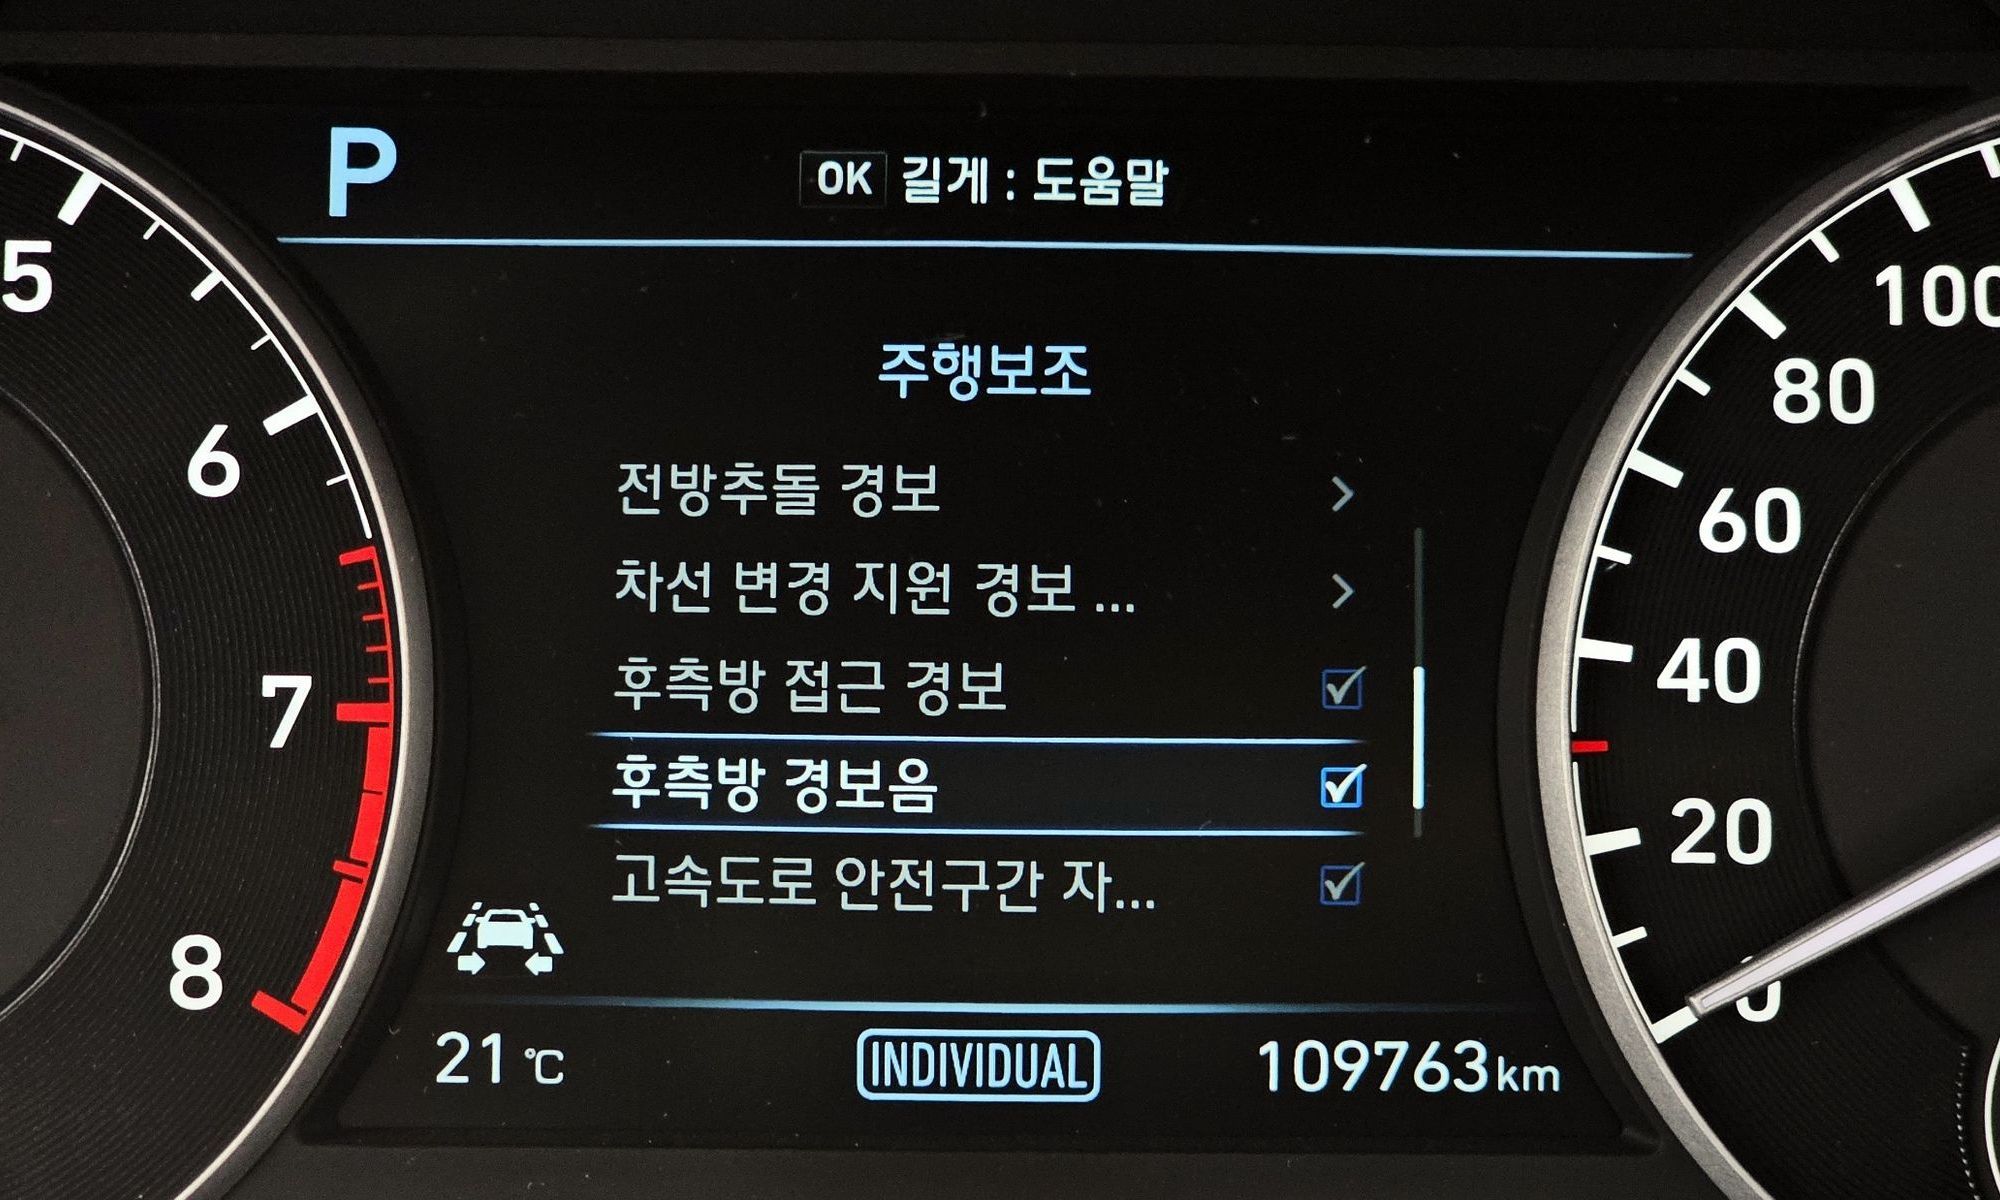 P
OK 길게 : 도움말
주행보조
전방추돌 경보
차선 변경 지원 경보 ...
후측방 접근 경보
후측방 경보음
고속도로 안전구간 자...
21 ℃
INDIVIDUAL
109763 km
5
6
7
8
100
80
60
40
20
0